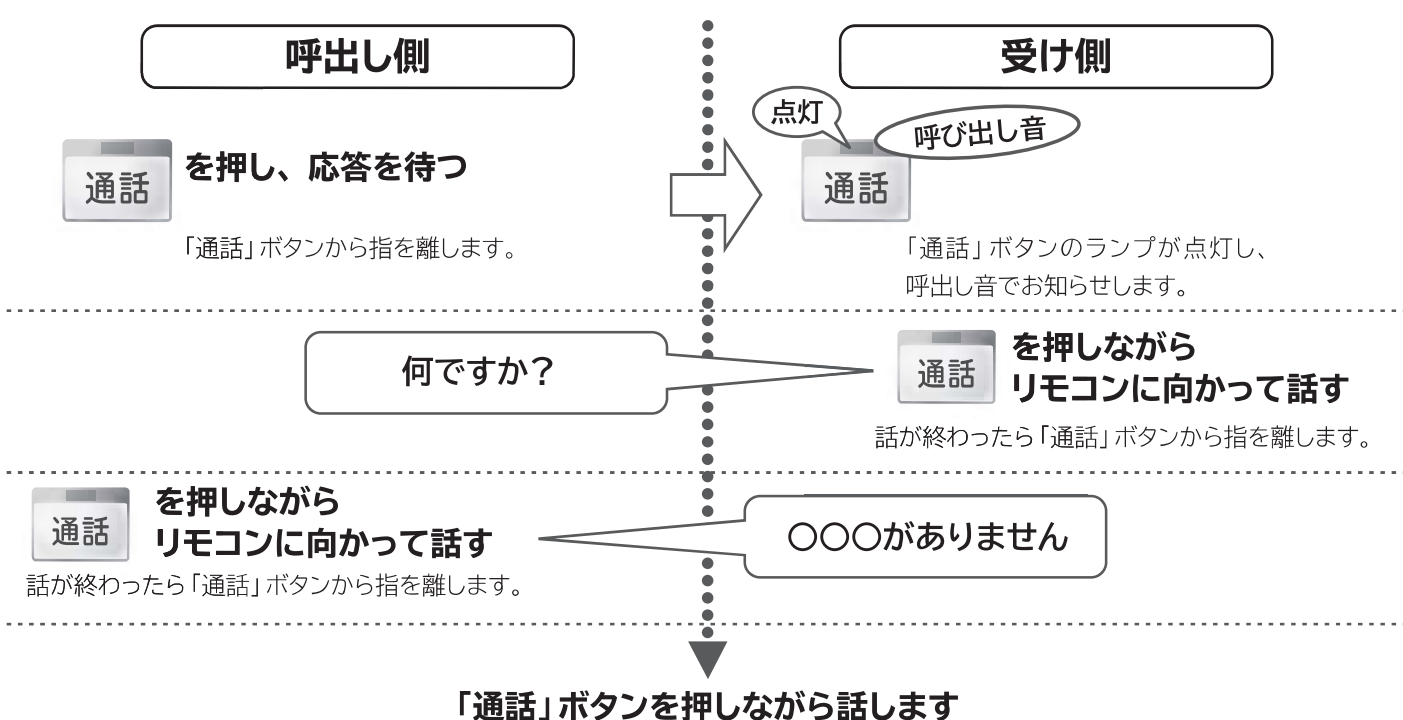 呼出し側
受け側
点灯
呼び出し音
通話
を押し、応答を待つ
「通話」ボタンから指を離します。
通話
「通話」ボタンのランプが点灯し、
呼出し音でお知らせします。
何ですか？
通話
を押しながら
リモコンに向かって話す
話が終わったら「通話」ボタンから指を離します。
通話
を押しながら
リモコンに向かって話す
話が終わったら「通話」ボタンから指を離します。
○○○がありません
「通話」ボタンを押しながら話します